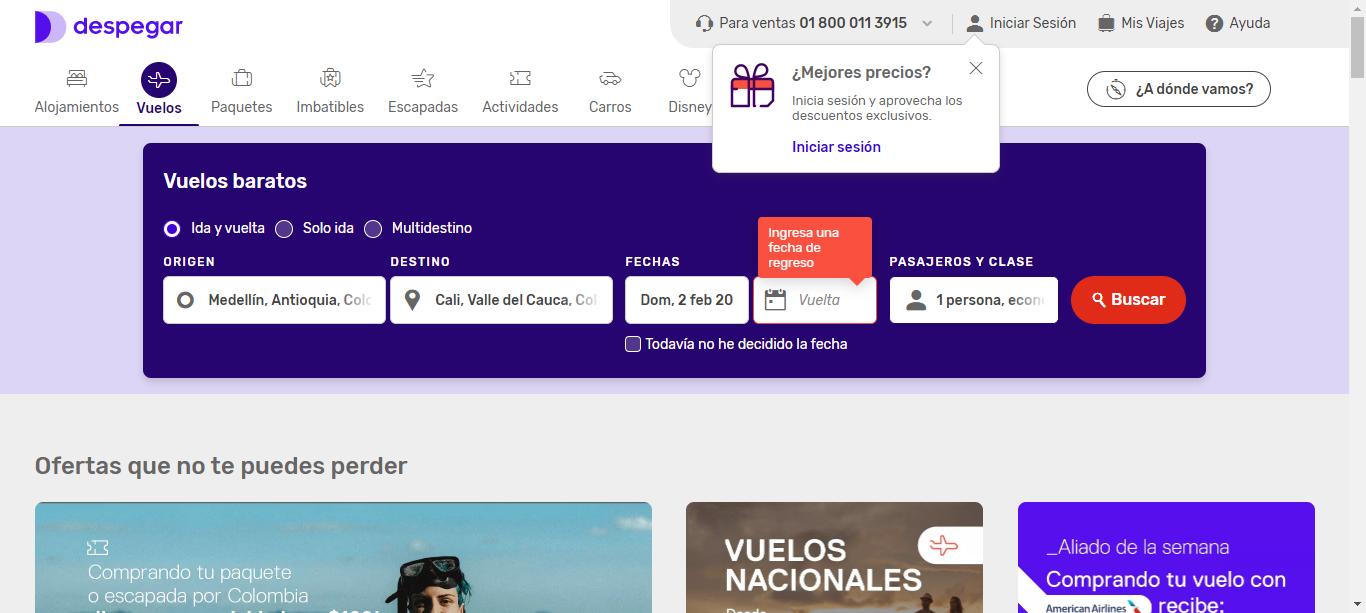 despegar
Para ventas 01 800 011 3915
Iniciar Sesión
Mis Viajes
Ayuda
Alojamientos
Vuelos
Paquetes
Imbatibles
Escapadas
Actividades
Carros
Disney
¿Mejores precios?
Inicia sesión y aprovecha los
descuentos exclusivos.
Iniciar sesión
¿A dónde vamos?
Vuelos baratos
Ida y vuelta
Solo ida
Multidestino
Ingresa una
fecha de
regreso
ORIGEN
DESTINO
FECHAS
PASAJEROS Y CLASE
Medellín, Antioquia, Colo
Cali, Valle del Cauca, Col
Dom, 2 feb 20
Vuelta
1 persona, econ
Buscar
Todavía no he decidido la fecha
Ofertas que no te puedes perder
Comprando tu paquete
o escapada por Colombia
VUELOS
NACIONALES
Desde
_Aliado de la semana
Comprando tu vuelo con
American Airlines recibe: